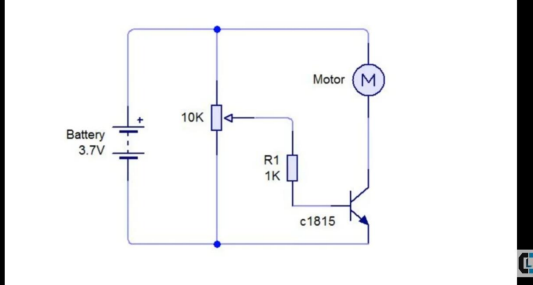 Motor
M
10K
+
Battery
3.7V
R1
1K
c1815
L